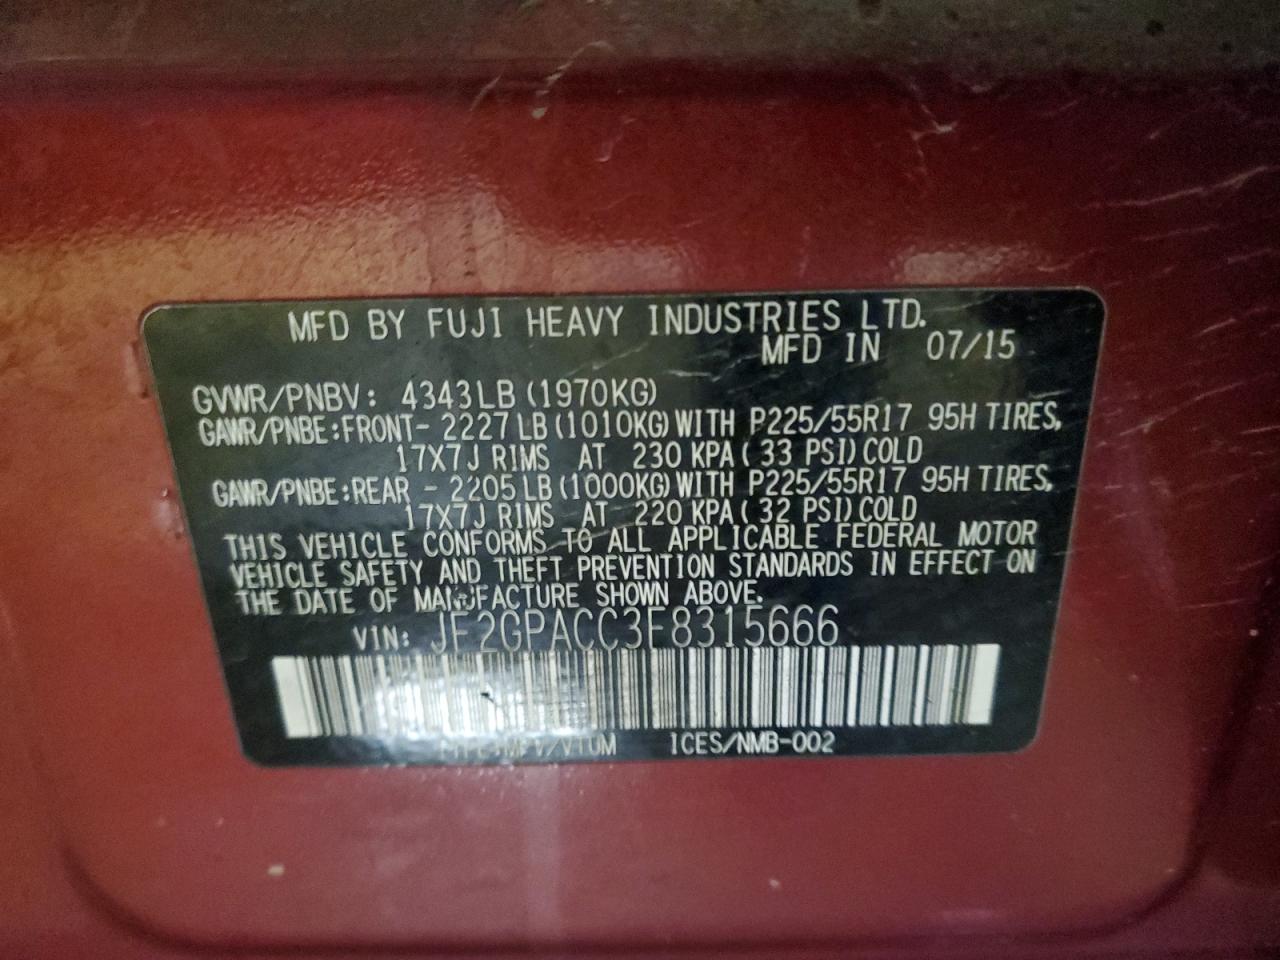 MFD BY FUJI HEAVY INDUSTRIES LTD.
MFD IN 07/15
GVWR/PNBV: 4343LB (1970KG)
GAWR/PNBE:FRONT- 2227LB (1010KG) WITH P225/55R17 95H TIRES,
17X7J RIMS AT 230 KPA( 33 PSI) COLD
GAWR/PNBE:REAR - 2205LB (1000KG) WITH P225/55R17 95H TIRES,
17X7J RIMS AT 220 KPA( 32 PSI) COLD
THIS VEHICLE CONFORMS TO ALL APPLICABLE FEDERAL MOTOR
VEHICLE SAFETY AND THEFT PREVENTION STANDARDS IN EFFECT ON
THE DATE OF MANUFACTURE SHOWN ABOVE.
VIN: JF2GPACC3F8315666
ICES/NMB-002